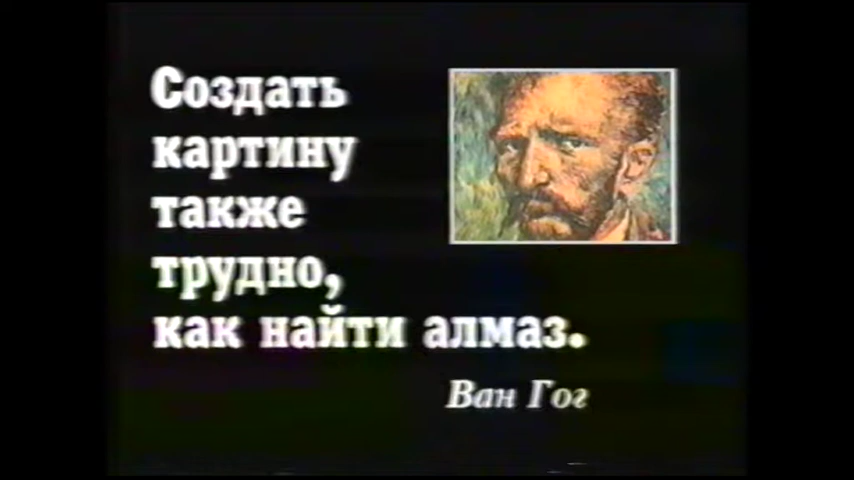 Создать
картину
также
трудно,
как найти алмаз.
Ван Гог